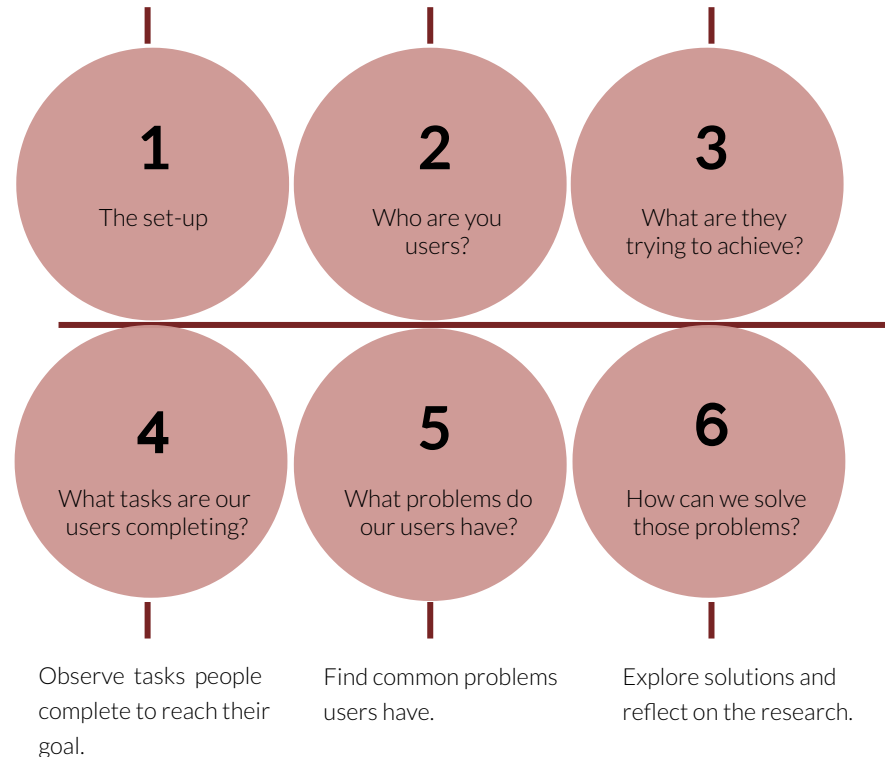 1
The set-up
2
Who are you
users?
3
What are they
trying to achieve?
4
What tasks are our
users completing?
5
What problems do
our users have?
6
How can we solve
those problems?
Observe tasks people
complete to reach their
goal.
Find common problems
users have.
Explore solutions and
reflect on the research.